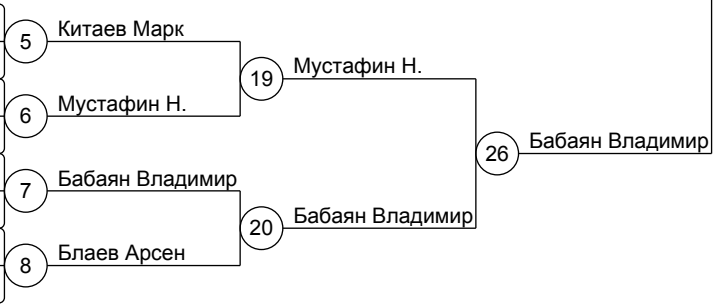 5 Китаев Марк
19 Мустафин Н.
6 Мустафин Н.
26 Бабаян Владимир
7 Бабаян Владимир
20 Бабаян Владимир
8 Блаев Арсен